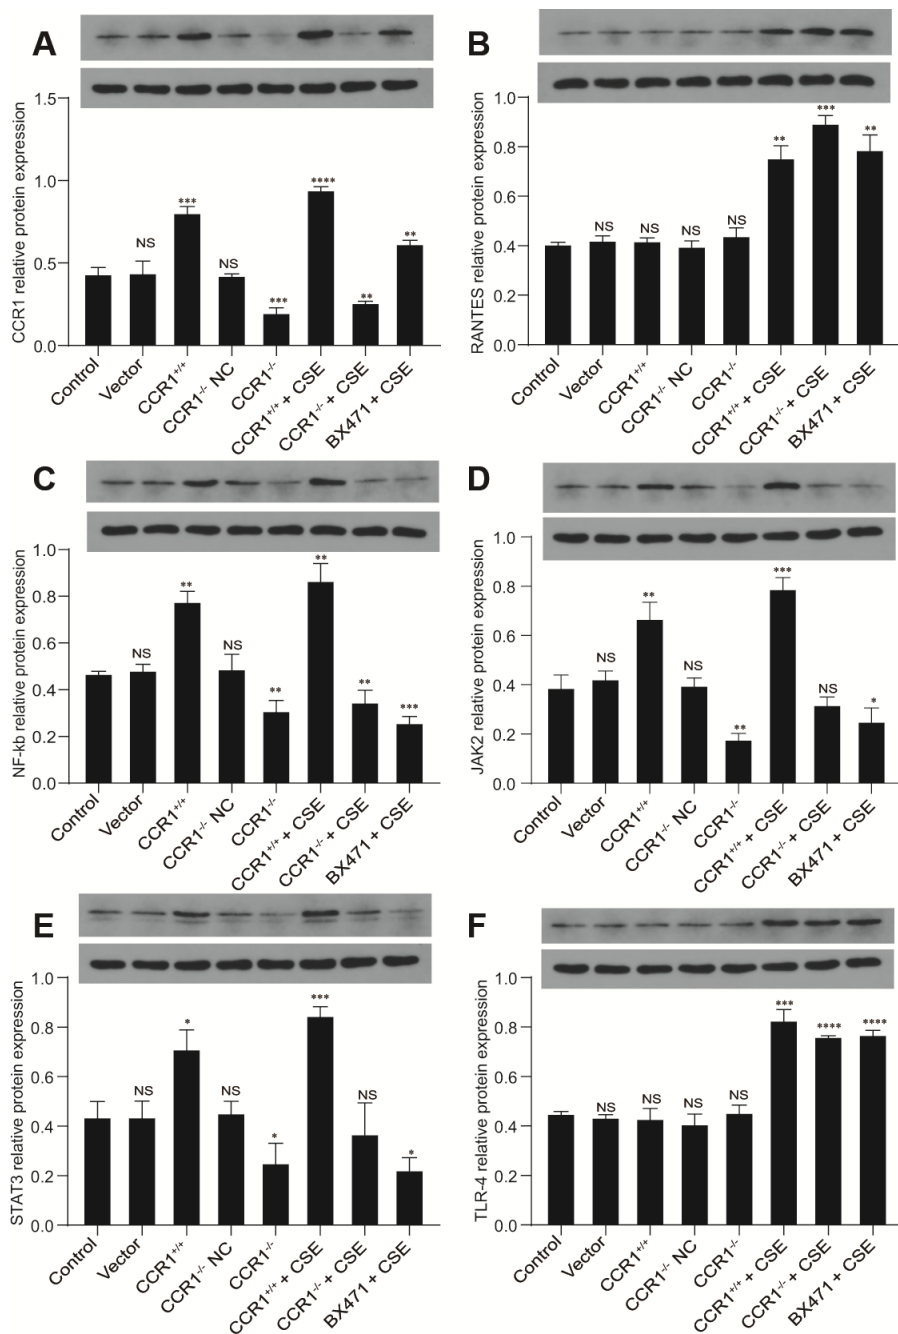 A
CCR1 relative protein expression
1.5
1.0
0.5
0.0
NS
***
NS
***
****
**
**
Control
Vector
CCR1+/+
CCR1-/- NC
CCR1-/-
CCR1+/+ + CSE
CCR1-/- + CSE
BX471 + CSE
B
RANTES relative protein expression
1.0
0.8
0.6
0.4
0.2
0.0
NS
NS
NS
NS
**
***
**
Control
Vector
CCR1+/+
CCR1-/- NC
CCR1-/-
CCR1+/+ + CSE
CCR1-/- + CSE
BX471 + CSE
C
NF-kb relative protein expression
1.0
0.8
0.6
0.4
0.2
0.0
NS
**
NS
**
**
**
***
Control
Vector
CCR1+/+
CCR1-/- NC
CCR1-/-
CCR1+/+ + CSE
CCR1-/- + CSE
BX471 + CSE
D
JAK2 relative protein expression
1.0
0.8
0.6
0.4
0.2
0.0
NS
**
NS
**
***
NS
*
Control
Vector
CCR1+/+
CCR1-/- NC
CCR1-/-
CCR1+/+ + CSE
CCR1-/- + CSE
BX471 + CSE
E
STAT3 relative protein expression
1.0
0.8
0.6
0.4
0.2
0.0
NS
*
NS
*
***
NS
*
Control
Vector
CCR1+/+
CCR1-/- NC
CCR1-/-
CCR1+/+ + CSE
CCR1-/- + CSE
BX471 + CSE
F
TLR-4 relative protein expression
1.0
0.8
0.6
0.4
0.2
0.0
NS
NS
NS
NS
***
****
****
Control
Vector
CCR1+/+
CCR1-/- NC
CCR1-/-
CCR1+/+ + CSE
CCR1-/- + CSE
BX471 + CSE